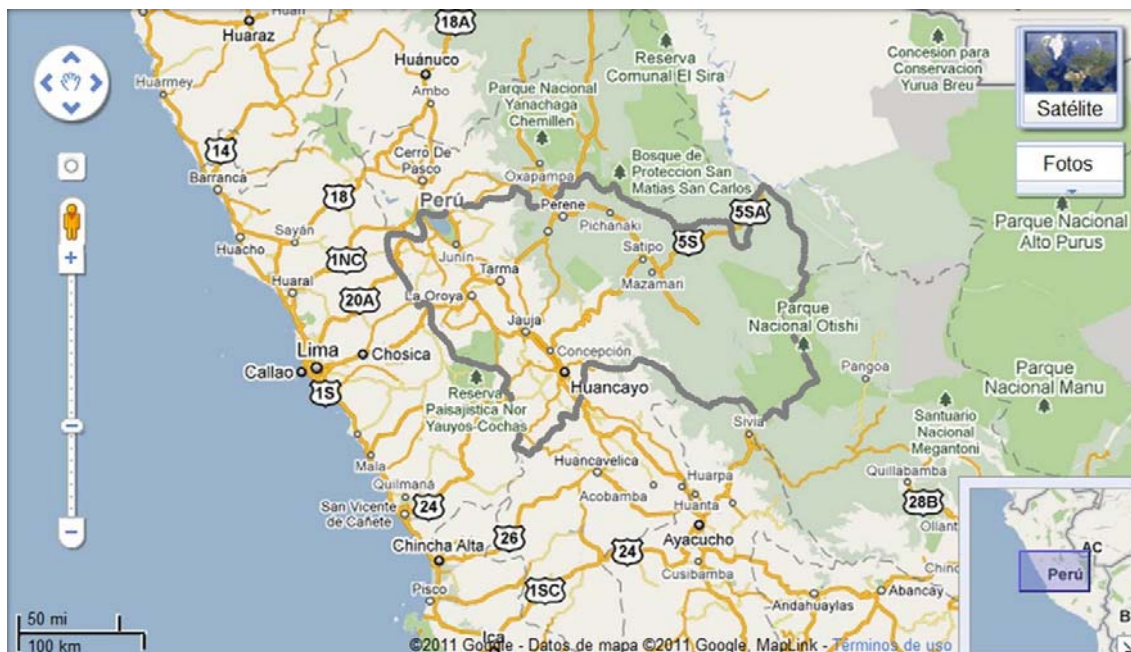 18A
Huaraz
Huarmey
Huánuco
Ambo
Parque Nacional
Yanachaga
Chemillen
Reserva
Comunal El Sira
Concesion para
Conservacion
Yurua Breu
Satélite
Fotos
14
Barranca
Cerro De
Pasco
Oxapampa
Bosque de
Proteccion San
Matias San Carlos
18
Perú
Perene
Pichanaki
5SA
Parque Nacional
Alto Purus
Sayán
Huacho
1NC
Junín
Satipo
5S
Mazamari
Tarma
Huaral
20A
La Oroya
Jauja
Parque
Nacional Otishi
Lima
Chosica
Callao
Concepción
Huancayo
Pangoa
Parque
Nacional Manu
1S
Reserva
Paisajistica Nor
Yauyos-Cochas
Sivia
Santuario
Nacional
Megantoni
Mala
Huancavelica
Huarpa
Quillabamba
Quilmaná
Acobamba
Huanta
San Vicente
de Cañete
24
28B
Ollant
26
Ayacucho
Chincha Alta
24
Cusibamba
AC
Perú
1SC
Pisco
Andahuaylas
Abancay
Chinc
B
Ica
50 mi
100 km
©2011 Google - Datos de mapa ©2011 Google, MapLink - Términos de uso